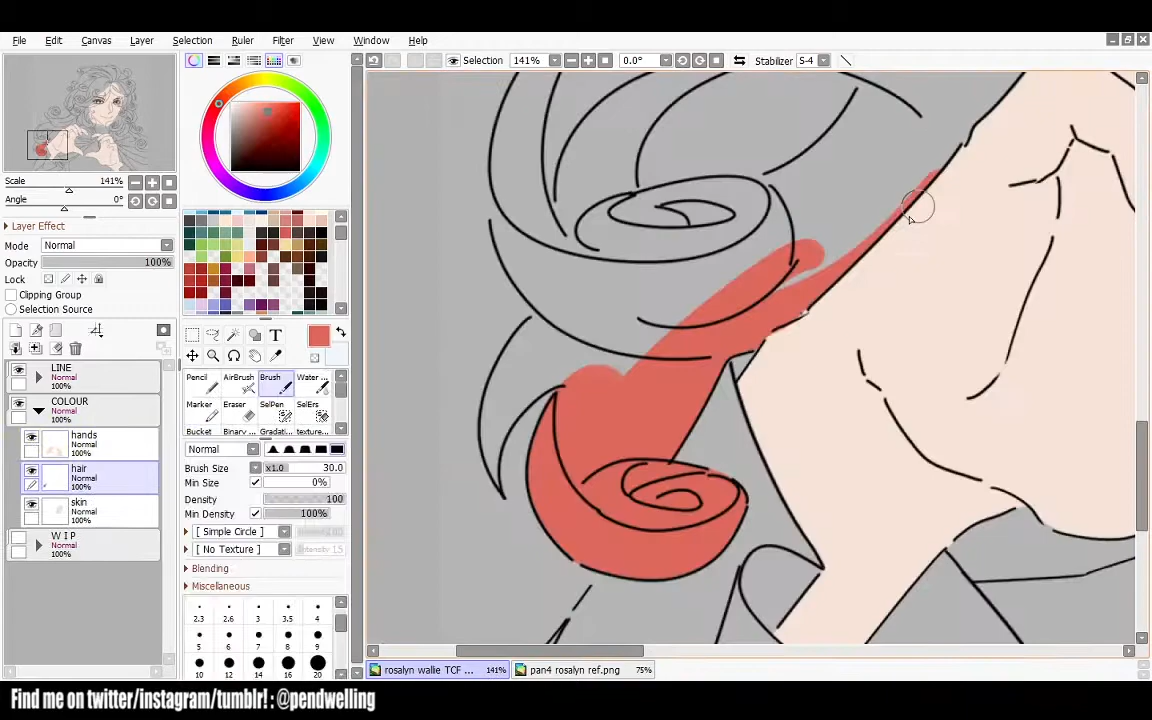 File Edit Canvas Layer Selection Ruler Filter View Window Help
Selection 141% 0.0° Stabilizer S-4
Scale 141%
Angle 0°
Layer Effect
Mode Normal
Opacity 100%
Lock
Clipping Group
Selection Source
LINE
Normal
100%
COLOUR
Normal
100%
hands
Normal
100%
hair
Normal
100%
skin
Normal
100%
W I P
Normal
100%
T
Pencil AirBrush Brush Water ...
Marker Eraser SelPen SelErs
Bucket Binary ... Gradati... texture...
Normal
Brush Size x1.0 30.0
Min Size 0%
Density 100
Min Density 100%
[ Simple Circle ]
[ No Texture ] Intensity 15
Blending
Miscellaneous
2.3 2.6 3 3.5 4
5 6 7 8 9
10 12 14 16 20
rosalyn wallie TCF ... 141% pan4 rosalyn ref.png 75%
Find me on twitter/instagram/tumblr! : @pendwelling